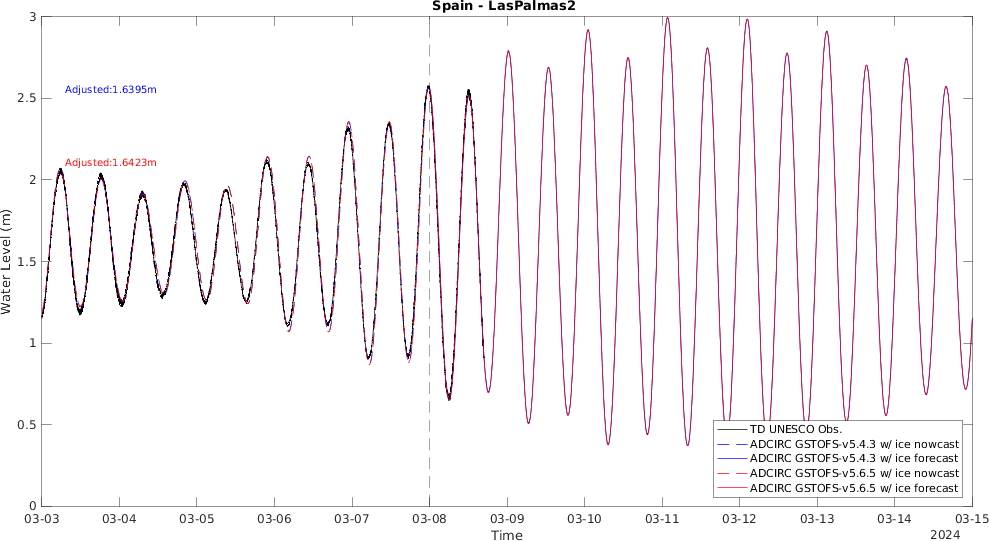 Spain - LasPalmas2
3
2.5
2
1.5
1
0.5
0
Water Level (m)
Adjusted:1.6395m
Adjusted:1.6423m
TD UNESCO Obs.
ADCIRC GSTOFS-v5.4.3 w/ ice nowcast
ADCIRC GSTOFS-v5.4.3 w/ ice forecast
ADCIRC GSTOFS-v5.6.5 w/ ice nowcast
ADCIRC GSTOFS-v5.6.5 w/ ice forecast
03-03 03-04 03-05 03-06 03-07 03-08 03-09 03-10 03-11 03-12 03-13 03-14 03-15
Time
2024